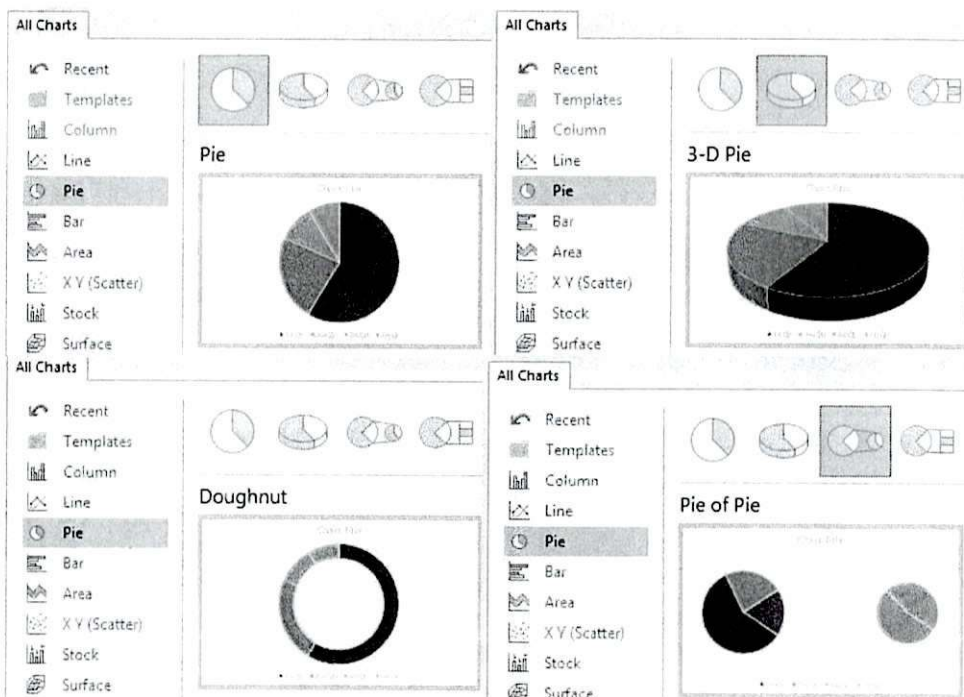 All Charts
Recent
Templates
Column
Line
Pie
Bar
Area
X Y (Scatter)
Stock
Surface
Pie
All Charts
Recent
Templates
Column
Line
Pie
Bar
Area
X Y (Scatter)
Stock
Surface
3-D Pie
All Charts
Recent
Templates
Column
Line
Pie
Bar
Area
X Y (Scatter)
Stock
Surface
Doughnut
All Charts
Recent
Templates
Column
Line
Pie
Bar
Area
X Y (Scatter)
Stock
Surface
Pie of Pie